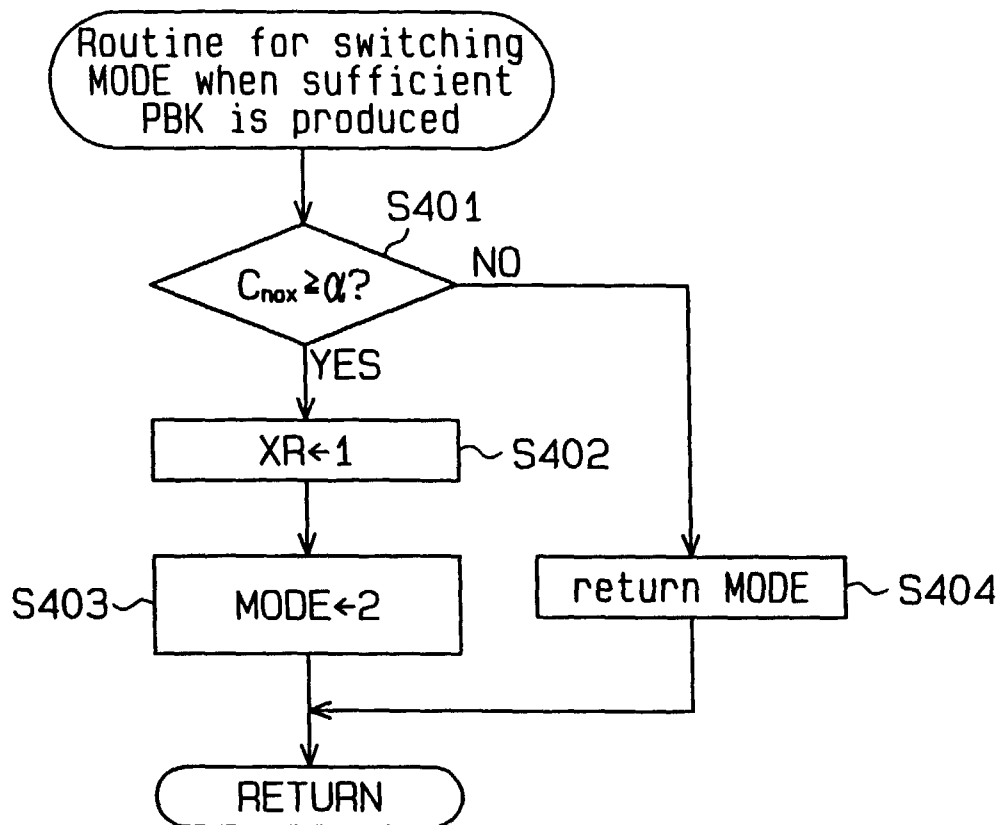 Routine for switching
MODE when sufficient
PBK is produced
S401
Cnox≧α?
NO
YES
XR←1
S402
S403
MODE←2
return MODE
S404
RETURN